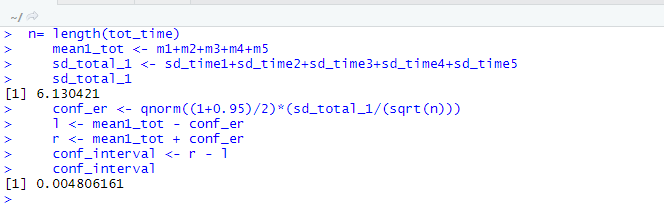 ~/
> n= length(tot_time)
> mean1_tot <- m1+m2+m3+m4+m5
> sd_total_1 <- sd_time1+sd_time2+sd_time3+sd_time4+sd_time5
> sd_total_1
[1] 6.130421
> conf_er <- qnorm((1+0.95)/2)*(sd_total_1/(sqrt(n)))
> l <- mean1_tot - conf_er
> r <- mean1_tot + conf_er
> conf_interval <- r - l
> conf_interval
[1] 0.004806161
>